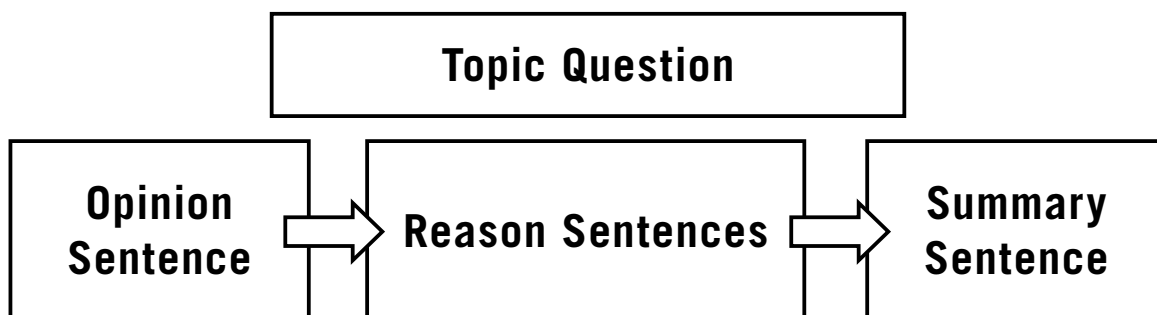 Topic Question
Opinion
Sentence
Reason Sentences
Summary
Sentence